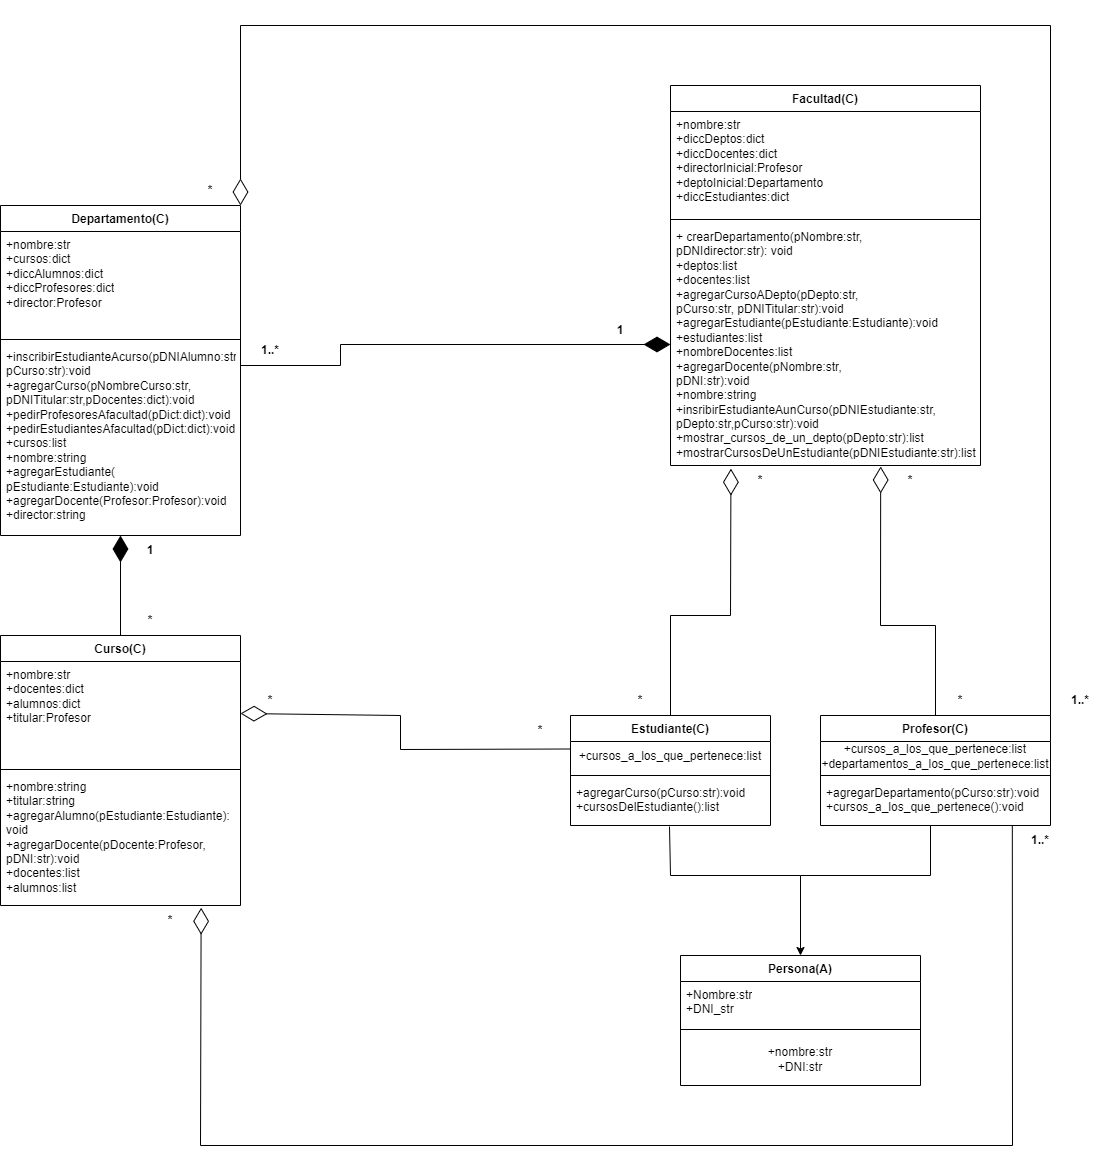 Facultad(C)
+nombre:str
+diccDeptos:dict
+diccDocentes:dict
+directorInicial:Profesor
+deptoInicial:Departamento
+diccEstudiantes:dict
+ crearDepartamento(pNombre:str,
pDNIdirector:str): void
+deptos:list
+docentes:list
+agregarCursoADepto(pDepto:str,
pCurso:str, pDNITitular:str):void
+agregarEstudiante(pEstudiante:Estudiante):void
+estudiantes:list
+nombreDocentes:list
+agregarDocente(pNombre:str,
pDNI:str):void
+nombre:string
+insribirEstudianteAunCurso(pDNIEstudiante:str,
pDepto:str,pCurso:str):void
+mostrar_cursos_de_un_depto(pDepto:str):list
+mostrarCursosDeUnEstudiante(pDNIEstudiante:str):list
*
Departamento(C)
+nombre:str
+cursos:dict
+diccAlumnos:dict
+diccProfesores:dict
+director:Profesor
+inscribirEstudianteAcurso(pDNIAlumno:str
pCurso:str):void
+agregarCurso(pNombreCurso:str,
pDNITitular:str,pDocentes:dict):void
+pedirProfesoresAfacultad(pDict:dict):void
+pedirEstudiantesAfacultad(pDict:dict):void
+cursos:list
+nombre:string
+agregarEstudiante(
pEstudiante:Estudiante):void
+agregarDocente(Profesor:Profesor):void
+director:string
1..*
1
*
*
1
*
Curso(C)
+nombre:str
+docentes:dict
+alumnos:dict
+titular:Profesor
+nombre:string
+titular:string
+agregarAlumno(pEstudiante:Estudiante):
void
+agregarDocente(pDocente:Profesor,
pDNI:str):void
+docentes:list
+alumnos:list
*
*
*
*
*
1..*
Estudiante(C)
+cursos_a_los_que_pertenece:list
+agregarCurso(pCurso:str):void
+cursosDelEstudiante():list
Profesor(C)
+cursos_a_los_que_pertenece:list
+departamentos_a_los_que_pertenece:list
+agregarDepartamento(pCurso:str):void
+cursos_a_los_que_pertenece():void
1..*
Persona(A)
+Nombre:str
+DNI_str
+nombre:str
+DNI:str